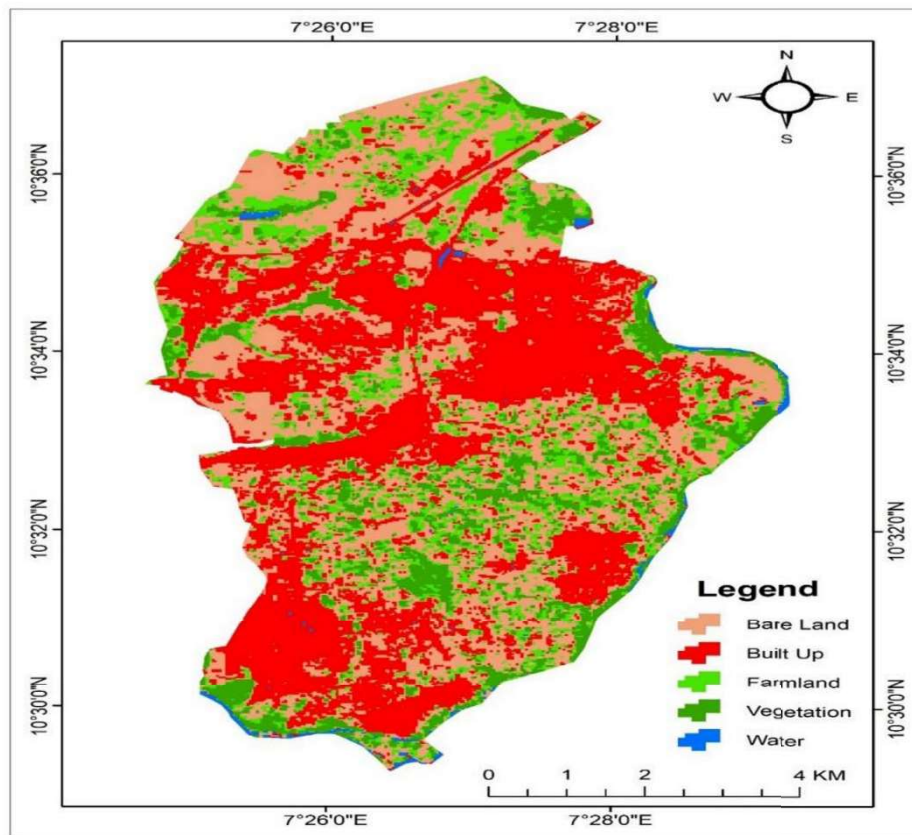 7°26'0"E 7°28'0"E
N
W E
S
10°36'0"N 10°36'0"N
10°34'0"N 10°34'0"N
10°32'0"N 10°32'0"N
Legend
Bare Land
Built Up
Farmland
Vegetation
Water
10°30'0"N 10°30'0"N
0 1 2 4 KM
7°26'0"E 7°28'0"E